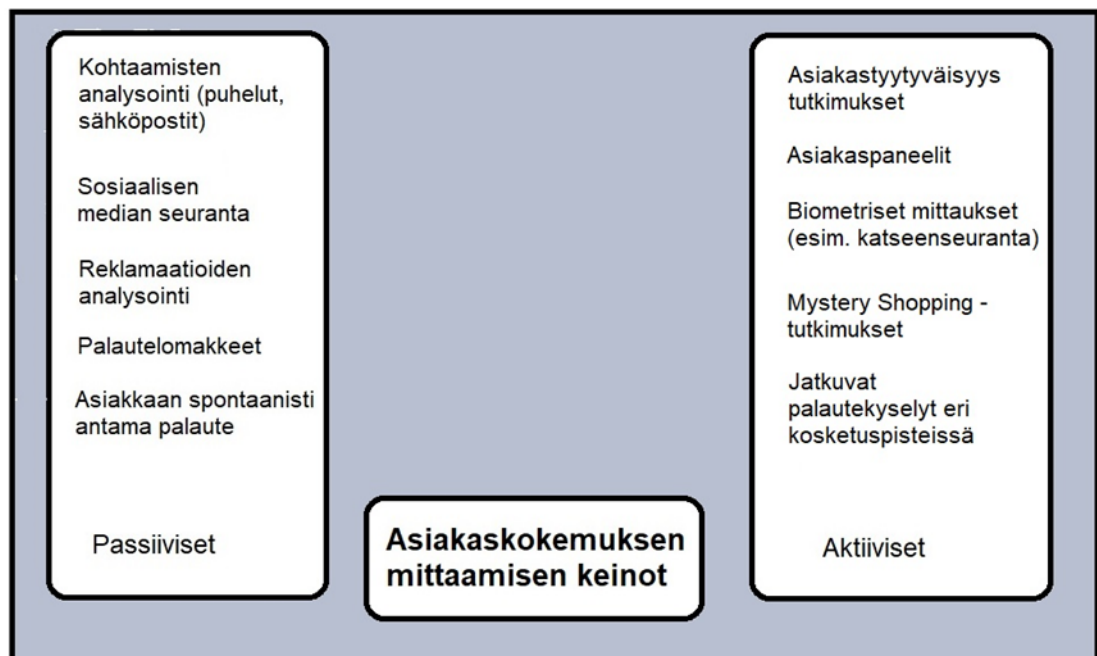 Kohtaamisten
analysointi (puhelut,
sähköpostit)
Sosiaalisen
median seuranta
Reklamaatioiden
analysointi
Palautelomakkeet
Asiakkaan spontaanisti
antama palaute
Passiiviset
Asiakaskokemuksen
mittaamisen keinot
Asiakastyytyväisyys
tutkimukset
Asiakaspaneelit
Biometriset mittaukset
(esim. katseenseuranta)
Mystery Shopping -
tutkimukset
Jatkuvat
palautekyselyt eri
kosketuspisteissä
Aktiiviset